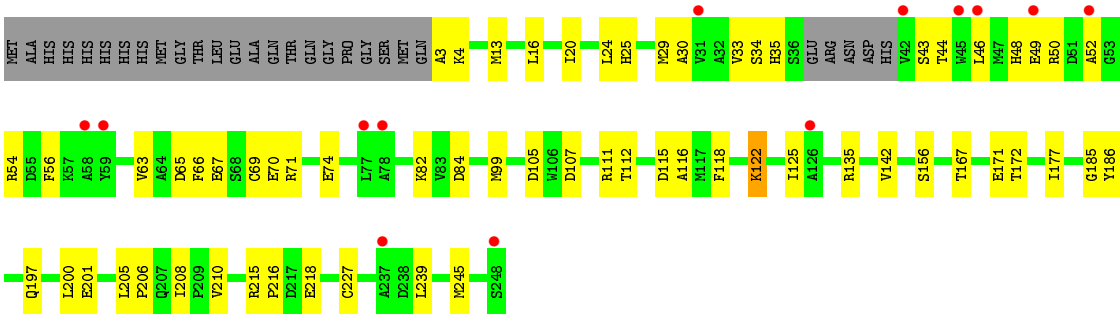 MET ALA HIS HIS HIS HIS HIS HIS MET GLY THR LEU GLU ALA GLN THR GLN GLY PRO GLY SER MET GLN A3 K4 M13 L16 I20 L24 H25 M29 A30 V31 A32 V33 S34 H35 S36 GLU ARG ASN ASP HIS V42 S43 T44 W45 L46 M47 H48 E49 R50 D51 A52 G53
R54 D55 F56 K57 A58 Y59 V63 A64 D65 F66 E67 S68 C69 E70 R71 E74 L77 A78 K82 V83 D84 M99 D105 W106 D107 R111 T112 D115 A116 M117 F118 K122 I125 A126 R135 V142 S156 T167 E171 T172 I177 G185 Y186
Q197 L200 E201 L205 P206 Q207 I208 P209 V210 R215 P216 D217 E218 C227 A237 D238 L239 M245 S248